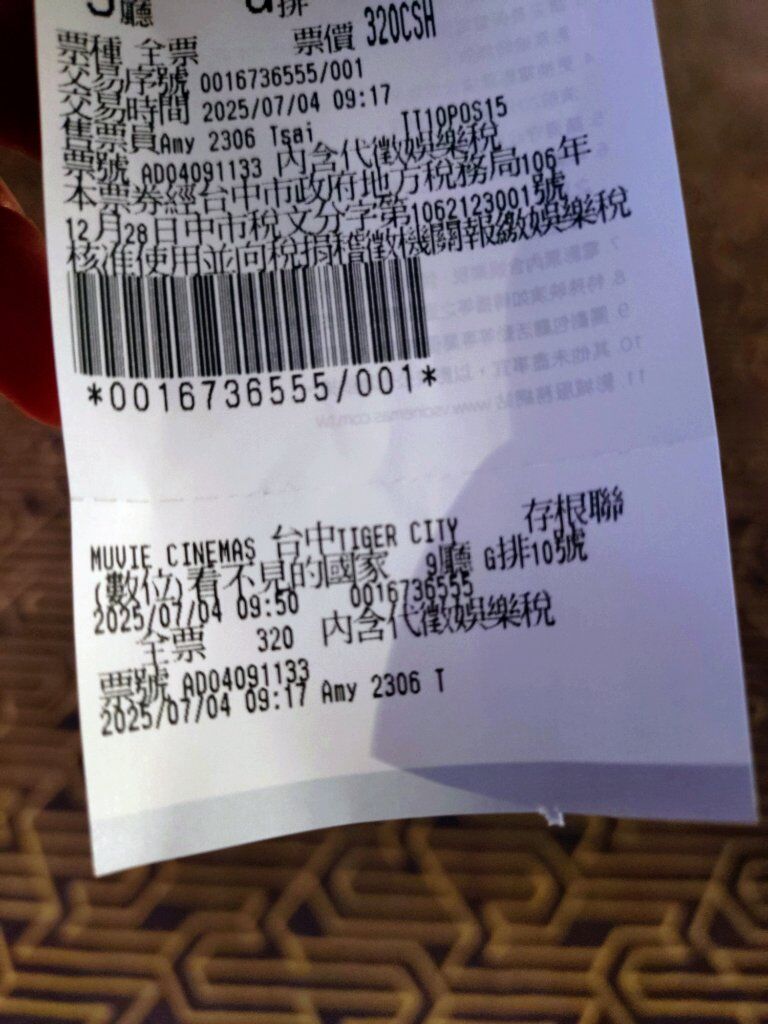 廳 排
票種 全票 票價 320CSH
交易序號 0016736555/001
交易時間 2025/07/04 09:17
售票員Amy 2306 Tsai TT10POS15
票號 AD04091133 內含代徵娛樂稅
本票券經台中市政府地方稅務局106年
12月28日中市稅文分字第1062123001號
核准使用並向稅捐稽徵機關報繳娛樂稅
*0016736555/001*
MUVIE CINEMAS 台中TIGER CITY 存根聯
(數位)看不見的國家 9廳 G排10號
2025/07/04 09:50 0016736555
全票 320 內含代徵娛樂稅
票號 AD04091133
2025/07/04 09:17 Amy 2306 T